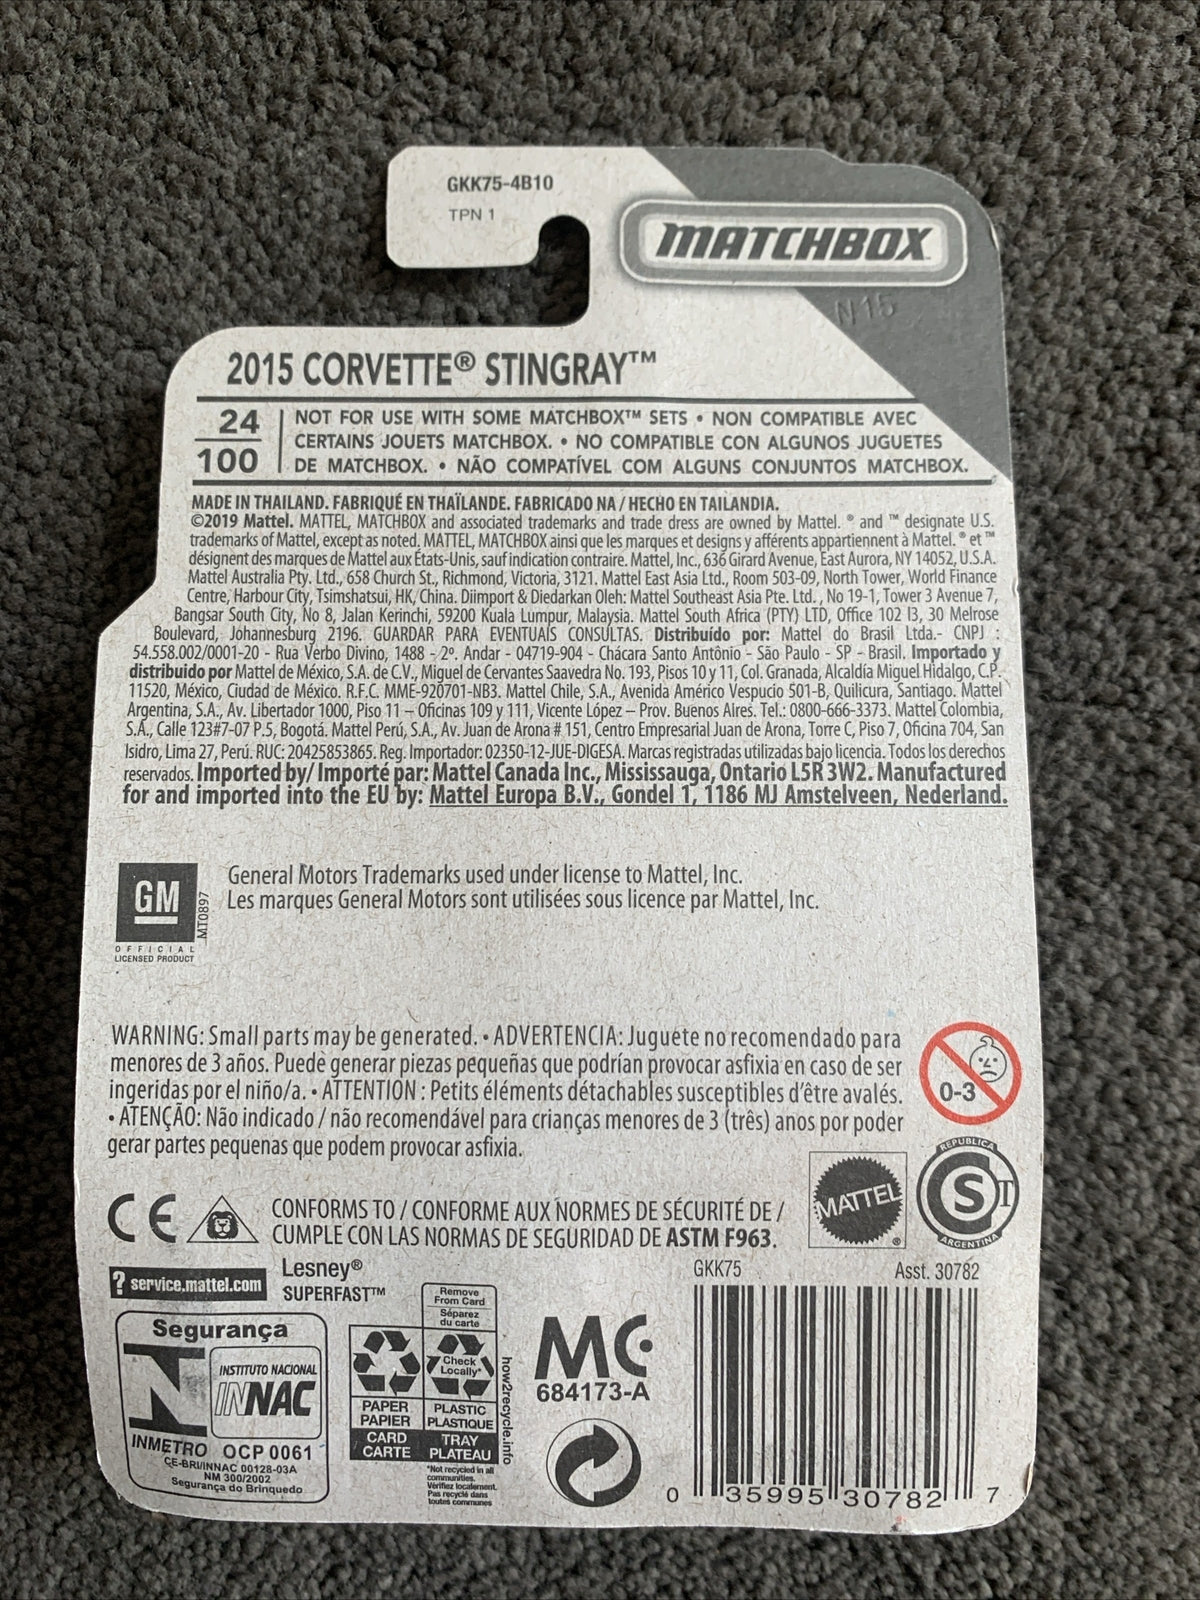 GKK75-4B10
TPN 1
MATCHBOX
N15
2015 CORVETTE® STINGRAY™
24
100
NOT FOR USE WITH SOME MATCHBOX™ SETS • NON COMPATIBLE AVEC
CERTAINS JOUETS MATCHBOX. • NO COMPATIBLE CON ALGUNOS JUGUETES
DE MATCHBOX. • NÃO COMPATÍVEL COM ALGUNS CONJUNTOS MATCHBOX.
MADE IN THAILAND. FABRIQUÉ EN THAÏLANDE. FABRICADO NA / HECHO EN TAILANDIA.
©2019 Mattel. MATTEL, MATCHBOX and associated trademarks and trade dress are owned by Mattel. ® and ™ designate U.S.
trademarks of Mattel, except as noted. MATTEL, MATCHBOX ainsi que les marques et designs y afférents appartiennent à Mattel. ® et ™
désignent des marques de Mattel aux États-Unis, sauf indication contraire. Mattel, Inc., 636 Girard Avenue, East Aurora, NY 14052, U.S.A.
Mattel Australia Pty. Ltd., 658 Church St., Richmond, Victoria, 3121. Mattel East Asia Ltd., Room 503-09, North Tower, World Finance
Centre, Harbour City, Tsimshatsui, HK, China. Diimport & Diedarkan Oleh: Mattel Southeast Asia Pte. Ltd., No 19-1, Tower 3 Avenue 7,
Bangsar South City, No 8, Jalan Kerinchi, 59200 Kuala Lumpur, Malaysia. Mattel South Africa (PTY) LTD, Office 102 I3, 30 Melrose
Boulevard, Johannesburg 2196. GUARDAR PARA EVENTUAIS CONSULTAS. Distribuído por: Mattel do Brasil Ltda.- CNPJ :
54.558.002/0001-20 - Rua Verbo Divino, 1488 - 2º. Andar - 04719-904 - Chácara Santo Antônio - São Paulo - SP - Brasil. Importado y
distribuido por Mattel de México, S.A. de C.V., Miguel de Cervantes Saavedra No. 193, Pisos 10 y 11, Col. Granada, Alcaldía Miguel Hidalgo, C.P.
11520, México, Ciudad de México. R.F.C. MME-920701-NB3. Mattel Chile, S.A., Avenida Américo Vespucio 501-B, Quilicura, Santiago. Mattel
Argentina, S.A., Av. Libertador 1000, Piso 11 – Oficinas 109 y 111, Vicente López – Prov. Buenos Aires. Tel.: 0800-666-3373. Mattel Colombia,
S.A., Calle 123#7-07 P.5, Bogotá. Mattel Perú, S.A., Av. Juan de Arona # 151, Centro Empresarial Juan de Arona, Torre C, Piso 7, Oficina 704, San
Isidro, Lima 27, Perú. RUC: 20425853865. Reg. Importador: 02350-12-JUE-DIGESA. Marcas registradas utilizadas bajo licencia. Todos los derechos
reservados. Imported by/ Importé par: Mattel Canada Inc., Mississauga, Ontario L5R 3W2. Manufactured
for and imported into the EU by: Mattel Europa B.V., Gondel 1, 1186 MJ Amstelveen, Nederland.
GM
OFFICIAL
LICENSED PRODUCT
MT0897
General Motors Trademarks used under license to Mattel, Inc.
Les marques General Motors sont utilisées sous licence par Mattel, Inc.
WARNING: Small parts may be generated. • ADVERTENCIA: Juguete no recomendado para
menores de 3 años. Puede generar piezas pequeñas que podrían provocar asfixia en caso de ser
ingeridas por el niño/a. • ATTENTION : Petits éléments détachables susceptibles d'être avalés.
• ATENÇÃO: Não indicado / não recomendável para crianças menores de 3 (três) anos por poder
gerar partes pequenas que podem provocar asfixia.
0-3
CE
CONFORMS TO / CONFORME AUX NORMES DE SÉCURITÉ DE /
CUMPLE CON LAS NORMAS DE SEGURIDAD DE ASTM F963.
MATTEL®
REPUBLICA
S T
ARGENTINA
? service.mattel.com
Lesney®
SUPERFAST™
Segurança
INSTITUTO NACIONAL
INNAC
INMETRO OCP 0061
CE-BRI/INNAC 00128-03A
NM 300/2002
Segurança do Brinquedo
Remove
From Card
Séparez
du carte
Check
Locally*
PAPER
PAPIER
CARD
CARTE
PLASTIC
PLASTIQUE
TRAY
PLATEAU
*Not recycled in all
communities.
Vérifiez localement.
Pas recyclé dans
toutes communes
how2recycle.info
MC
684173-A
GKK75
Asst. 30782
0 35995 30782 7